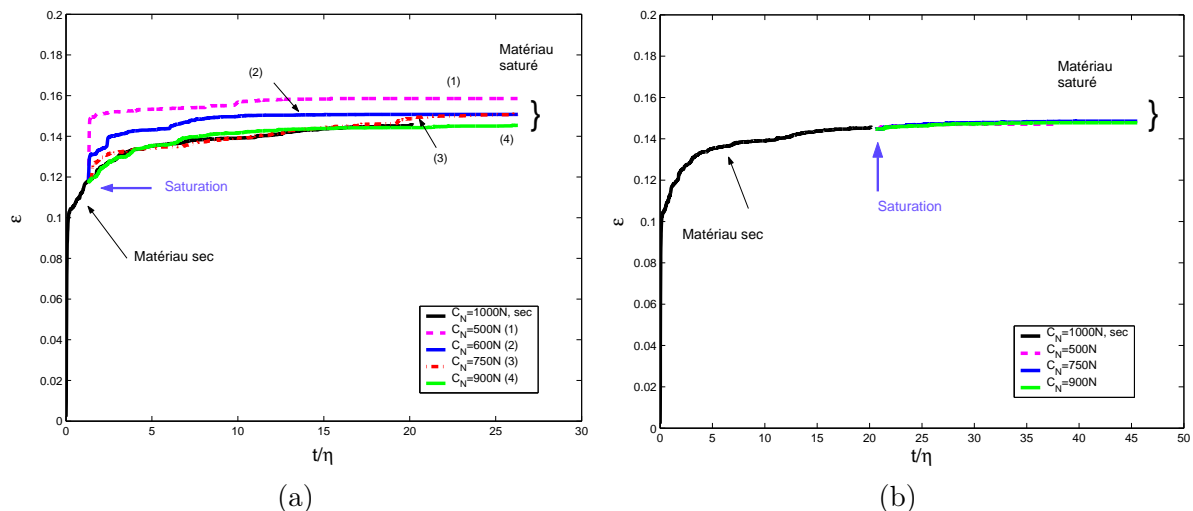 0.2
0.18
0.16
0.14
0.12
0.1
0.08
0.06
0.04
0.02
0
ε
0 5 10 15 20 25 30
t/η
Matériau
saturé
}
(1)
(2)
(3)
(4)
Saturation
Matériau sec
C_N=1000N, sec
C_N=500N (1)
C_N=600N (2)
C_N=750N (3)
C_N=900N (4)
(a)
0.2
0.18
0.16
0.14
0.12
0.1
0.08
0.06
0.04
0.02
0
ε
0 5 10 15 20 25 30 35 40 45 50
t/η
Matériau
saturé
}
Saturation
Matériau sec
C_N=1000N, sec
C_N=500N
C_N=750N
C_N=900N
(b)